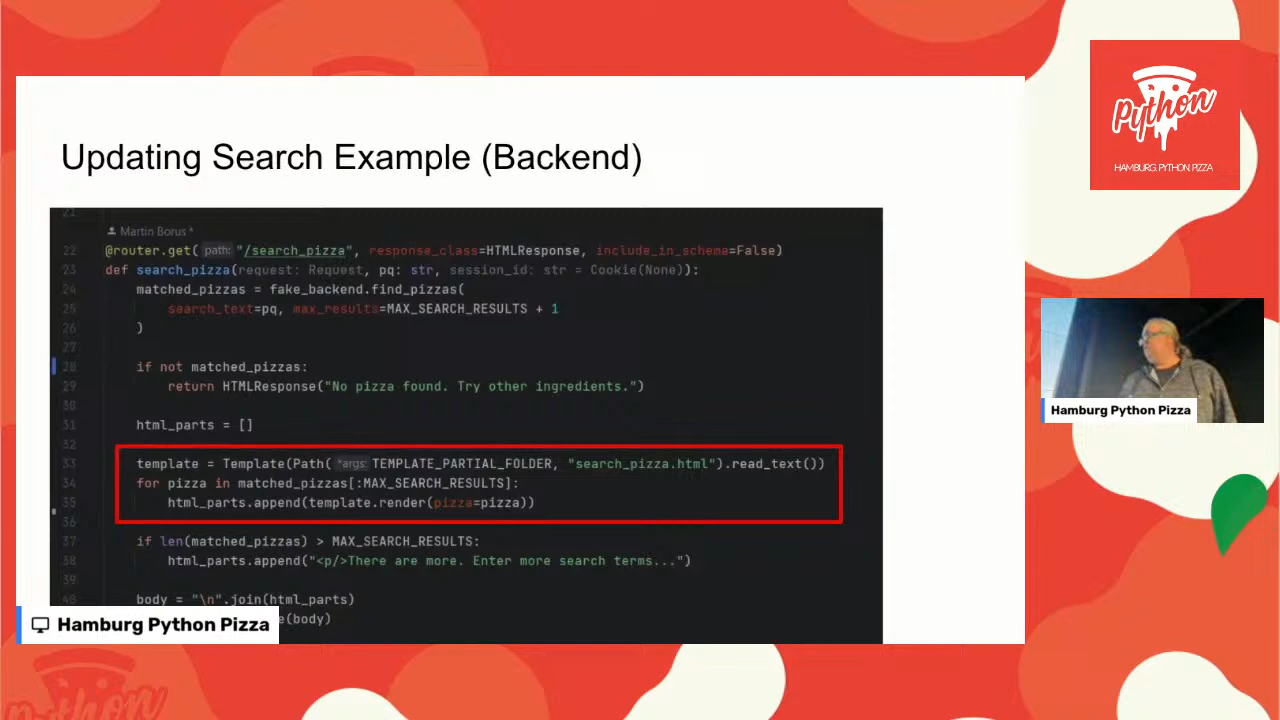 Updating Search Example (Backend)
21
Martin Borus *
22 @router.get( path: "/search_pizza", response_class=HTMLResponse, include_in_schema=False)
23 def search_pizza(request: Request, pq: str, session_id: str = Cookie(None)):
24 matched_pizzas = fake_backend.find_pizzas(
25 search_text=pq, max_results=MAX_SEARCH_RESULTS + 1
26 )
27
28 if not matched_pizzas:
29 return HTMLResponse("No pizza found. Try other ingredients.")
30
31 html_parts = []
32
33 template = Template(Path( *args: TEMPLATE_PARTIAL_FOLDER, "search_pizza.html").read_text())
34 for pizza in matched_pizzas[:MAX_SEARCH_RESULTS]:
35 html_parts.append(template.render(pizza=pizza))
36
37 if len(matched_pizzas) > MAX_SEARCH_RESULTS:
38 html_parts.append("<p/>There are more. Enter more search terms...")
39
40 body = "\n".join(html_parts)
e(body)
Hamburg Python Pizza
Python
HAMBURG.PYTHON.PIZZA
Hamburg Python Pizza
Python